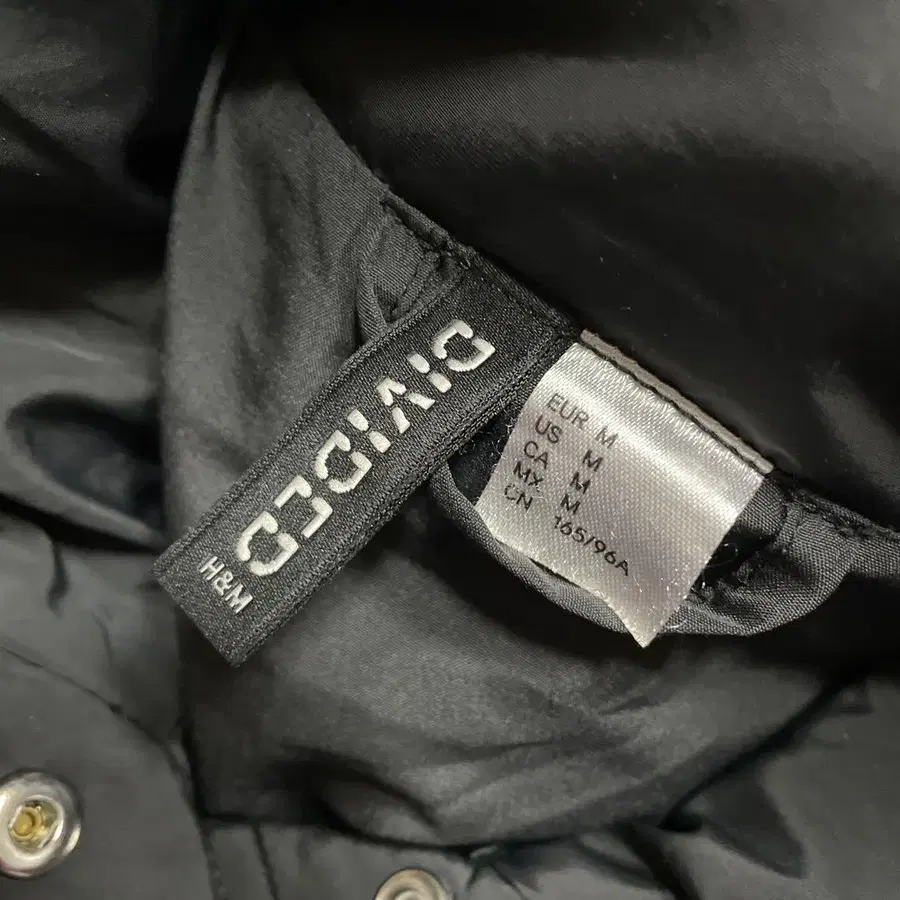 DIVIDED
H&M
EUR M
US M
CA M
MX M
CN 165/96A